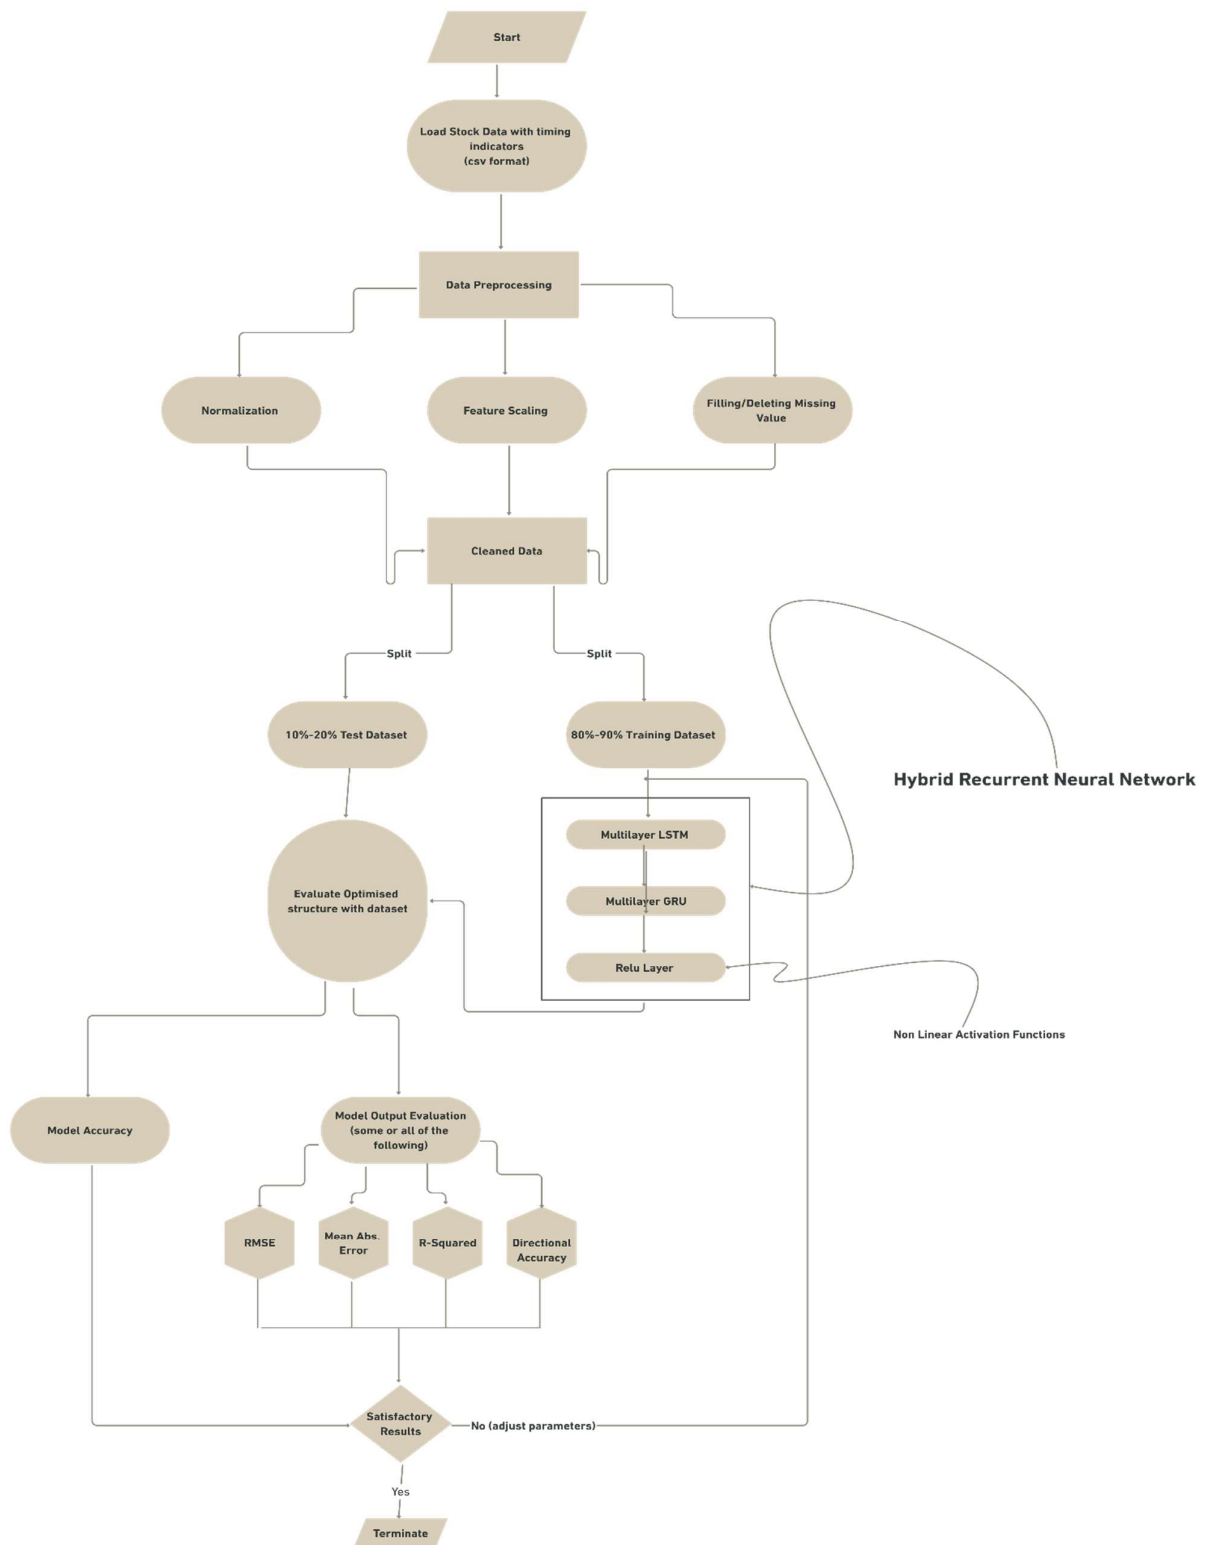 Start
Load Stock Data with timing
indicators
(csv format)
Data Preprocessing
Normalization
Feature Scaling
Filling/Deleting Missing
Value
Cleaned Data
Split
Split
10%-20% Test Dataset
80%-90% Training Dataset
Hybrid Recurrent Neural Network
Multilayer LSTM
Evaluate Optimised
structure with dataset
Multilayer GRU
Relu Layer
Non Linear Activation Functions
Model Accuracy
Model Output Evaluation
(some or all of the
following)
RMSE
Mean Abs.
Error
R-Squared
Directional
Accuracy
Satisfactory
Results
No (adjust parameters)
Yes
Terminate